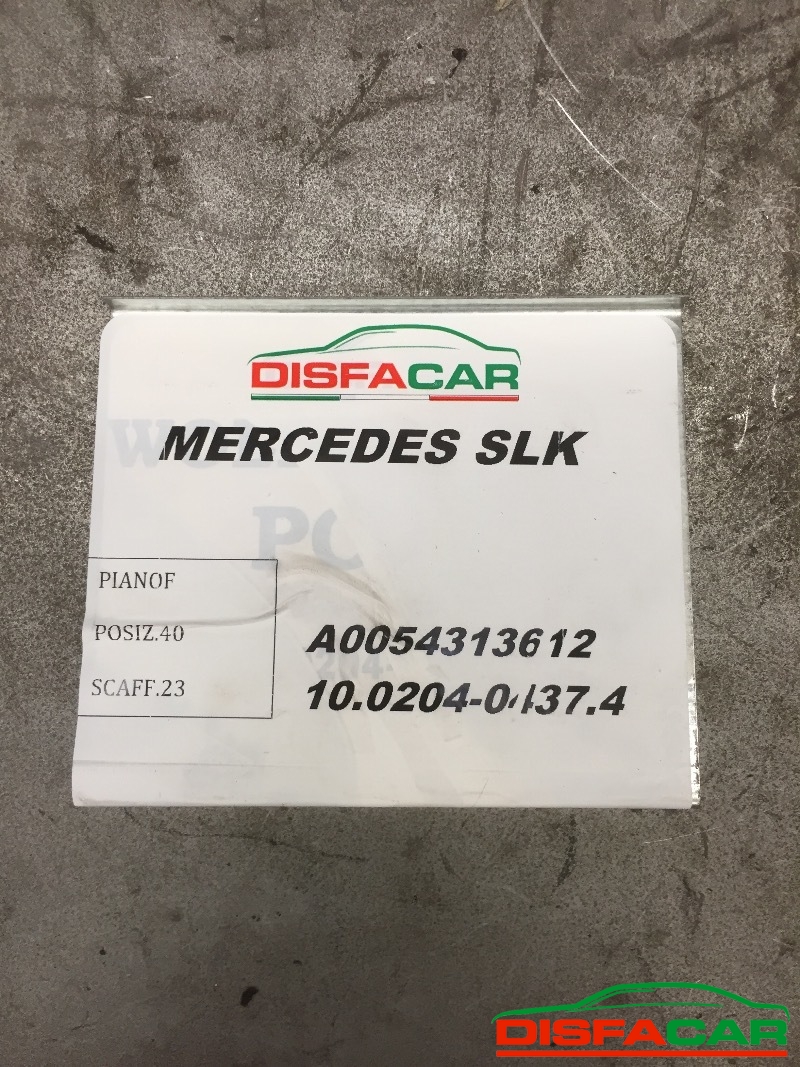 DISFACAR
MERCEDES SLK
PIANOF
POSIZ.40
SCAFF.23
A0054313612
10.0204-0437.4
DISFACAR